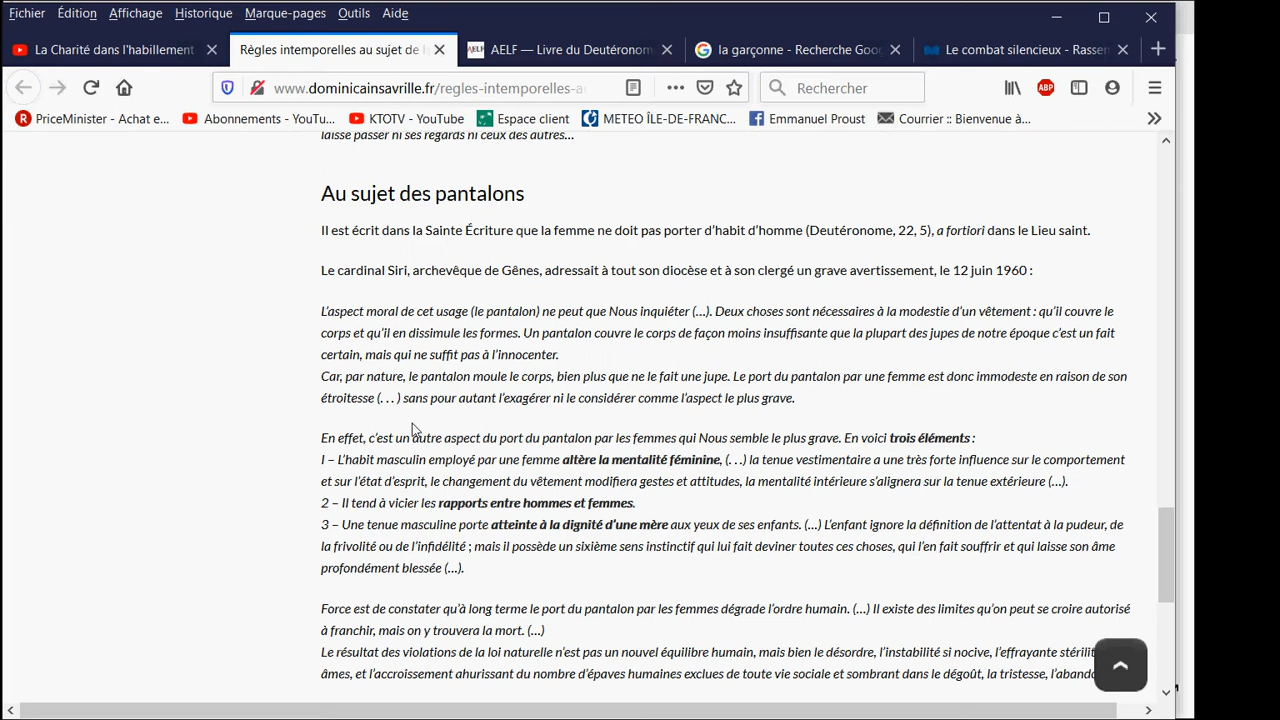 Fichier Édition Affichage Historique Marque-pages Outils Aide
La Charité dans l'habillement Règles intemporelles au sujet de AELF — Livre du Deutéronom la garçonne - Recherche Goo Le combat silencieux - Rassen
www.dominicainsavrille.fr/regles-intemporelles-a Rechercher
PriceMinister - Achat e... Abonnements - YouTu... KTOTV - YouTube Espace client METEO ÎLE-DE-FRANC... Emmanuel Proust Courrier :: Bienvenue à...
laisse passer ni ses regards ni ceux des autres…
Au sujet des pantalons
Il est écrit dans la Sainte Écriture que la femme ne doit pas porter d'habit d'homme (Deutéronome, 22, 5), a fortiori dans le Lieu saint.
Le cardinal Siri, archevêque de Gênes, adressait à tout son diocèse et à son clergé un grave avertissement, le 12 juin 1960 :
L'aspect moral de cet usage (le pantalon) ne peut que Nous inquiéter (…). Deux choses sont nécessaires à la modestie d'un vêtement : qu'il couvre le
corps et qu'il en dissimule les formes. Un pantalon couvre le corps de façon moins insuffisante que la plupart des jupes de notre époque c'est un fait
certain, mais qui ne suffit pas à l'innocenter.
Car, par nature, le pantalon moule le corps, bien plus que ne le fait une jupe. Le port du pantalon par une femme est donc immodeste en raison de son
étroitesse (. . . ) sans pour autant l'exagérer ni le considérer comme l'aspect le plus grave.
En effet, c'est un autre aspect du port du pantalon par les femmes qui Nous semble le plus grave. En voici trois éléments :
I – L'habit masculin employé par une femme altère la mentalité féminine, (. . .) la tenue vestimentaire a une très forte influence sur le comportement
et sur l'état d'esprit, le changement du vêtement modifiera gestes et attitudes, la mentalité intérieure s'alignera sur la tenue extérieure (…).
2 – Il tend à vicier les rapports entre hommes et femmes.
3 – Une tenue masculine porte atteinte à la dignité d'une mère aux yeux de ses enfants. (…) L'enfant ignore la définition de l'attentat à la pudeur, de
la frivolité ou de l'infidélité ; mais il possède un sixième sens instinctif qui lui fait deviner toutes ces choses, qui l'en fait souffrir et qui laisse son âme
profondément blessée (…).
Force est de constater qu'à long terme le port du pantalon par les femmes dégrade l'ordre humain. (…) Il existe des limites qu'on peut se croire autorisé
à franchir, mais on y trouvera la mort. (…)
Le résultat des violations de la loi naturelle n'est pas un nouvel équilibre humain, mais bien le désordre, l'instabilité si nocive, l'effrayante stérili
âmes, et l'accroissement ahurissant du nombre d'épaves humaines exclues de toute vie sociale et sombrant dans le dégoût, la tristesse, l'aband